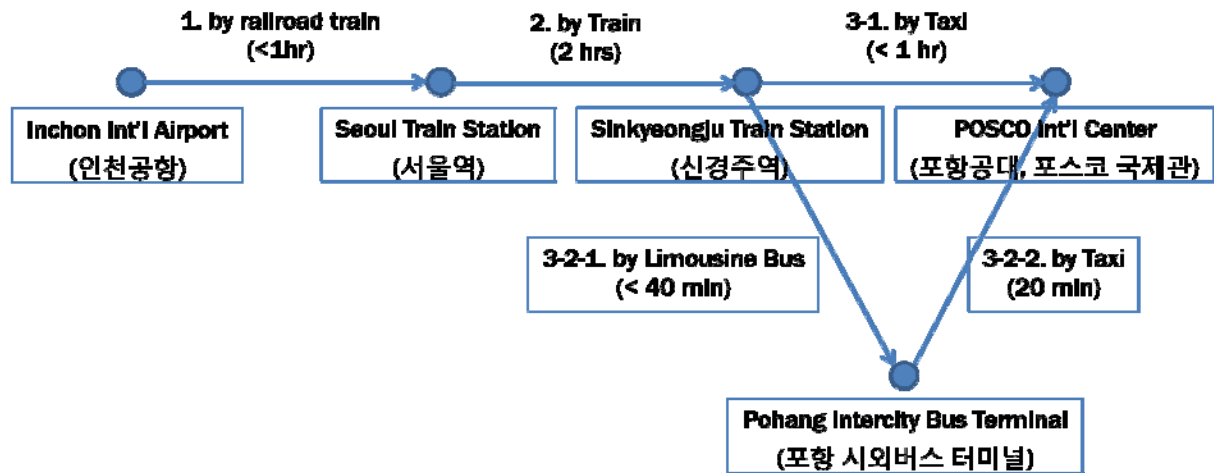 1. by railroad train
(<1hr)
2. by Train
(2 hrs)
3-1. by Taxi
(< 1 hr)
Inchon Int'l Airport
(인천공항)
Seoul Train Station
(서울역)
Sinkyeongju Train Station
(신경주역)
POSCO Int'l Center
(포항공대, 포스코 국제관)
3-2-1. by Limousine Bus
(< 40 min)
3-2-2. by Taxi
(20 min)
Pohang Intercity Bus Terminal
(포항 시외버스 터미널)